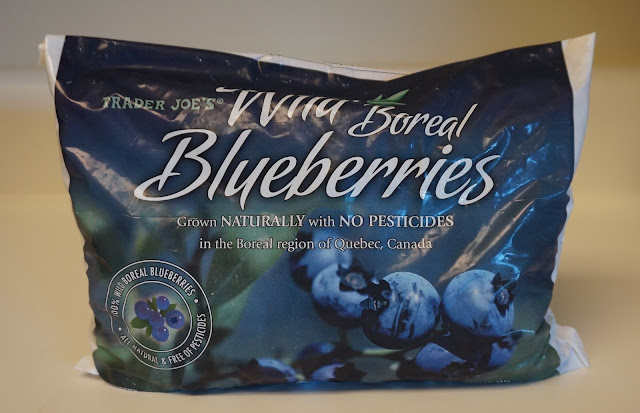 TRADER JOE'S®
Wild Boreal
Blueberries
Grown NATURALLY with NO PESTICIDES
in the Boreal region of Quebec, Canada
100% WILD BOREAL BLUEBERRIES
• ALL NATURAL & FREE OF PESTICIDES •